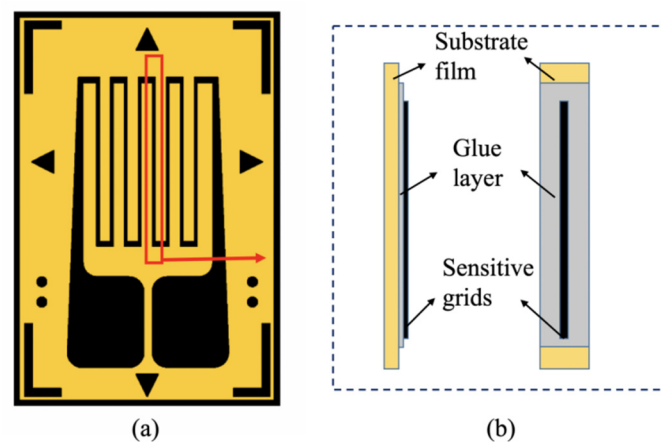 Substrate
film
Glue
layer
Sensitive
grids
(a)
(b)